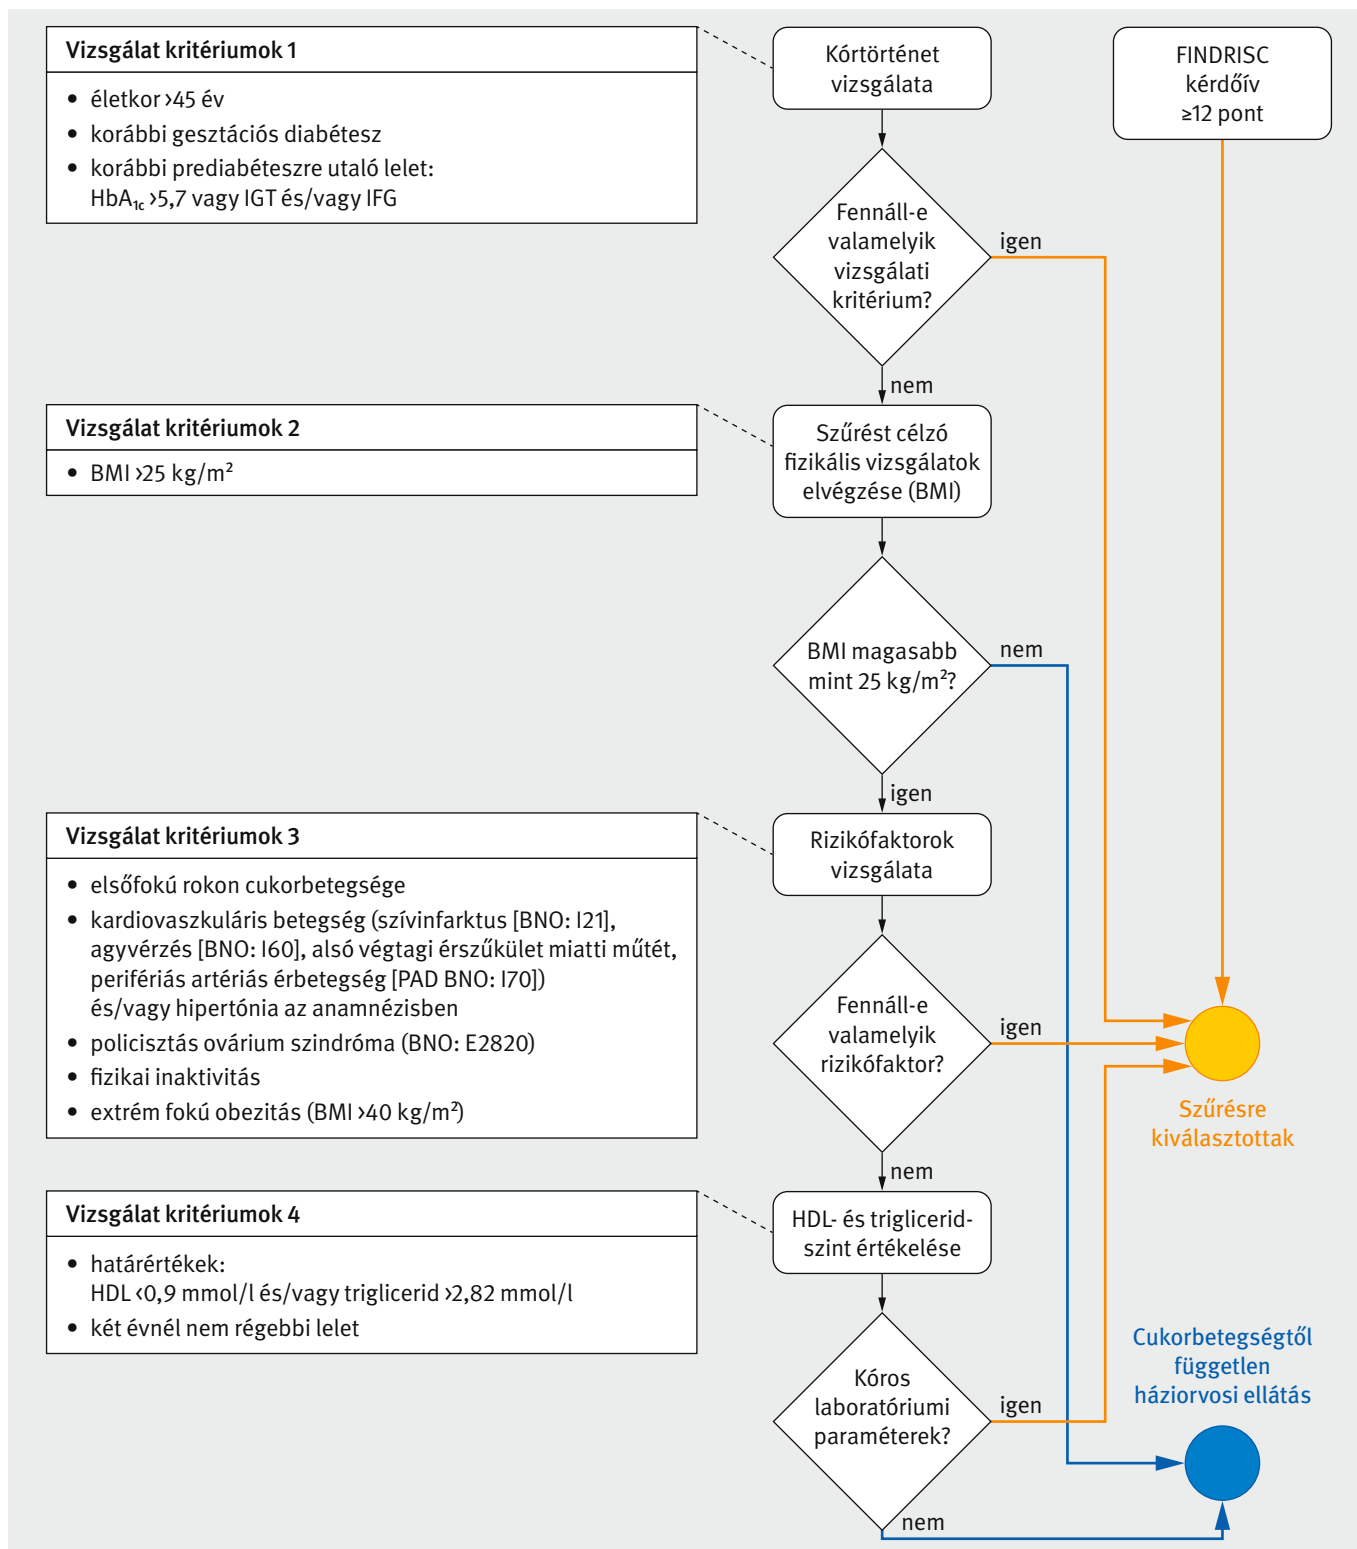 Vizsgálat kritériumok 1
• életkor >45 év
• korábbi gesztációs diabétesz
• korábbi prediabéteszre utaló lelet:
HbA₁c >5,7 vagy IGT és/vagy IFG
Kórtörténet
vizsgálata
FINDRISC
kérdőív
≥12 pont
Fennáll-e
valamelyik
vizsgálati
kritérium?
igen
nem
Vizsgálat kritériumok 2
• BMI >25 kg/m²
Szűrést célzó
fizikális vizsgálatok
elvégzése (BMI)
BMI magasabb
mint 25 kg/m²?
nem
igen
Vizsgálat kritériumok 3
• elsőfokú rokon cukorbetegsége
• kardiovaszkuláris betegség (szívinfarktus [BNO: I21],
agyvérzés [BNO: I60], alsó végtagi érszűkület miatti műtét,
perifériás artériás érbetegség [PAD BNO: I70])
és/vagy hipertónia az anamnézisben
• policisztás ovárium szindróma (BNO: E2820)
• fizikai inaktivitás
• extrém fokú obezitás (BMI >40 kg/m²)
Rizikófaktorok
vizsgálata
Fennáll-e
valamelyik
rizikófaktor?
igen
nem
Szűrésre
kiválasztottak
Vizsgálat kritériumok 4
• határértékek:
HDL <0,9 mmol/l és/vagy triglicerid >2,82 mmol/l
• két évnél nem régebbi lelet
HDL- és triglicerid-
szint értékelése
Kóros
laboratóriumi
paraméterek?
igen
nem
Cukorbetegségtől
független
háziorvosi ellátás